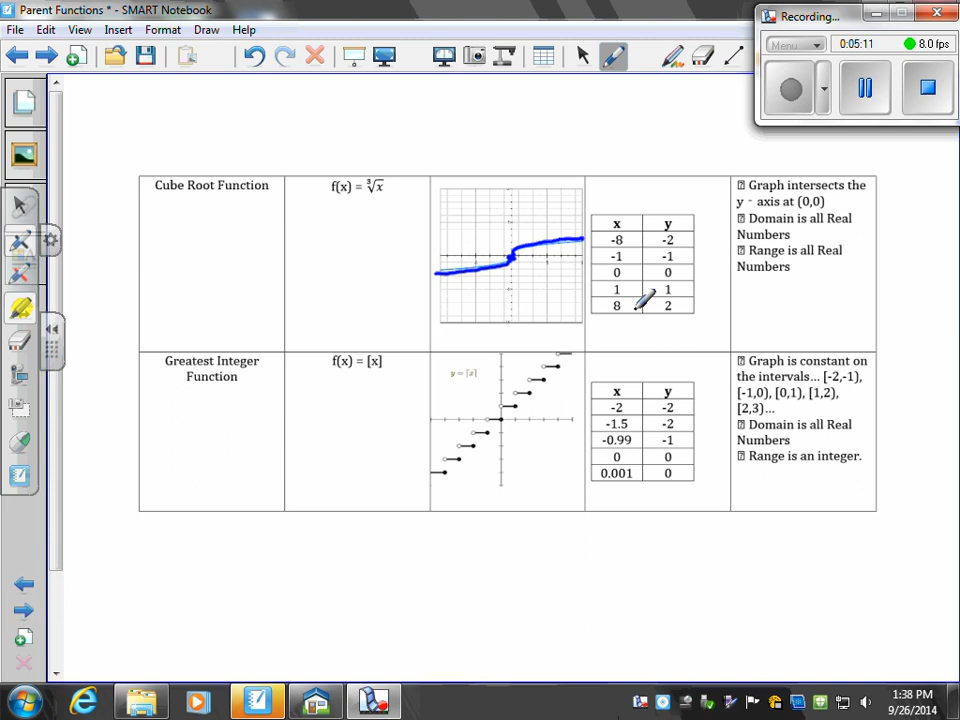 Parent Functions * - SMART Notebook
File Edit View Insert Format Draw Help
Recording...
Menu
0:05:11
8.0 fps
Cube Root Function
f(x) = ∛x
x y
-8 -2
-1 -1
0 0
1 1
8 2
Graph intersects the
y - axis at (0,0)
Domain is all Real
Numbers
Range is all Real
Numbers
Greatest Integer
Function
f(x) = [x]
y = ⌈x⌉
x y
-2 -2
-1.5 -2
-0.99 -1
0 0
0.001 0
Graph is constant on
the intervals... [-2,-1),
[-1,0), [0,1), [1,2),
[2,3)...
Domain is all Real
Numbers
Range is an integer.
1:38 PM
9/26/2014